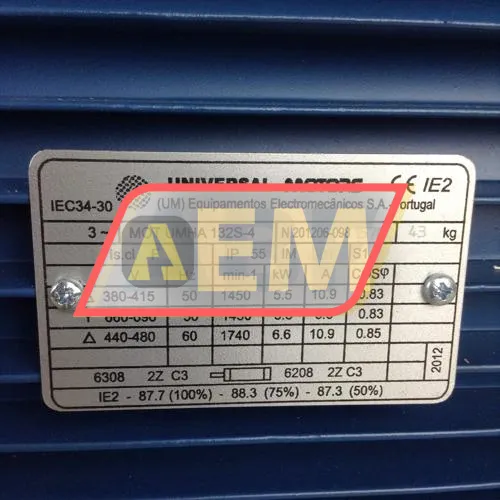 UNIVERSAL MOTORS CE IE2
IEC34-30 (UM) Equipamentos Electromecânicos S.A. Portugal
3~ MOT UMHA 132S-4 43 kg
IP 55 IM S1
Hz min-1 kW A COSφ
△ 380-415 50 1450 5.5 10.9 0.83
0.83
△ 440-480 60 1740 6.6 10.9 0.85
6308 2Z C3 6208 2Z C3
IE2 - 87.7 (100%) - 88.3 (75%) - 87.3 (50%)
2012
AEM